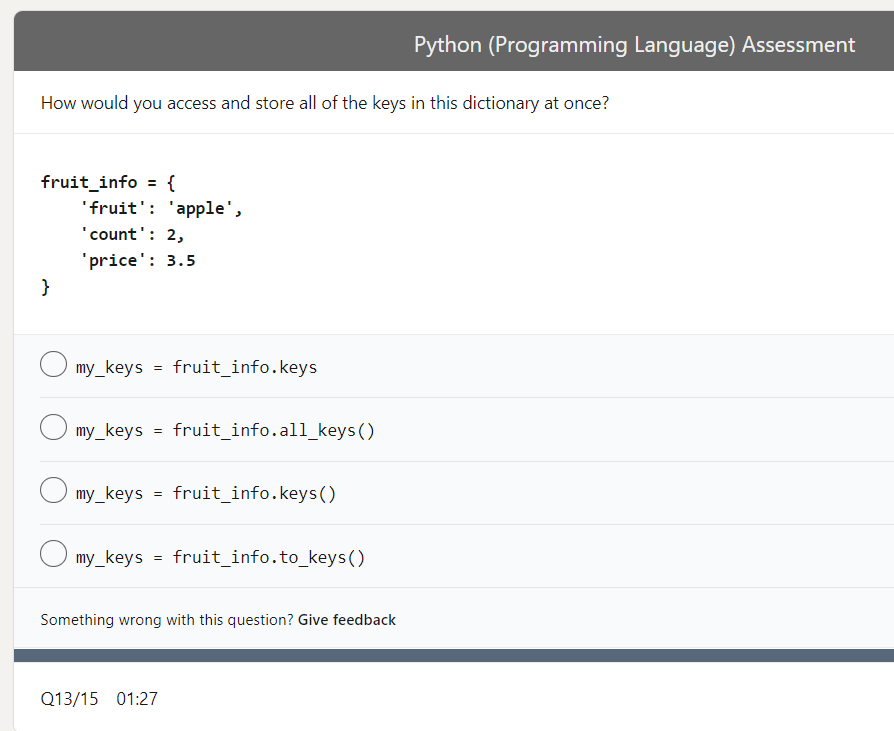 Python (Programming Language) Assessment
How would you access and store all of the keys in this dictionary at once?
fruit_info = {
    'fruit': 'apple',
    'count': 2,
    'price': 3.5
}
my_keys = fruit_info.keys
my_keys = fruit_info.all_keys()
my_keys = fruit_info.keys()
my_keys = fruit_info.to_keys()
Something wrong with this question? Give feedback
Q13/15 01:27